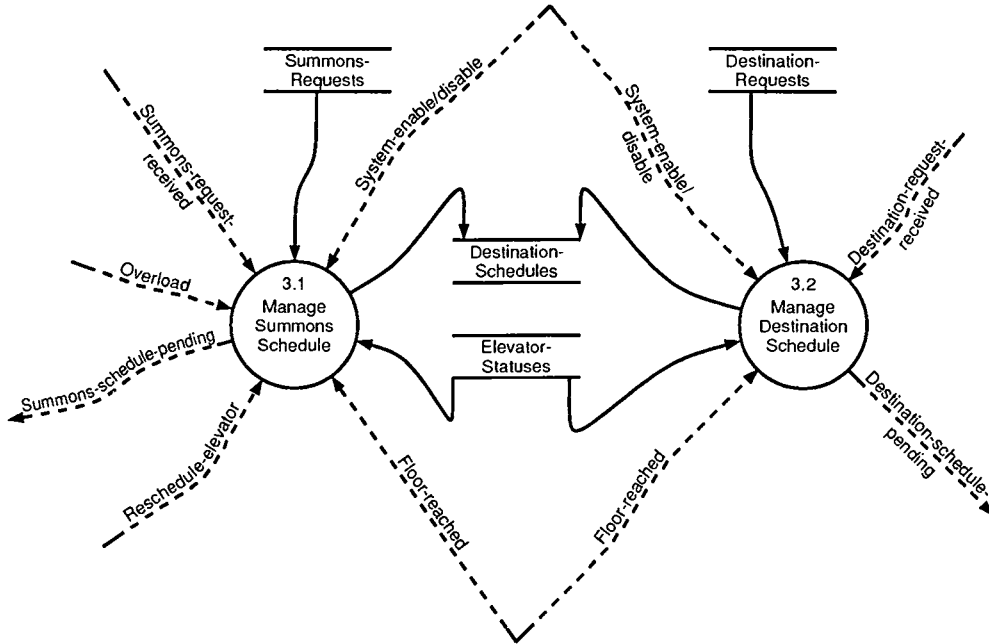 Summons-
Requests
Destination-
Requests
System-enable/disable
System-enable/
disable
Summons-request-
received
Destination-request-
received
Overload
Destination-
Schedules
3.1
Manage
Summons
Schedule
3.2
Manage
Destination
Schedule
Elevator-
Statuses
Summons-schedule-pending
Reschedule-elevator
Floor-reached
Floor-reached
Destination-schedule-
pending